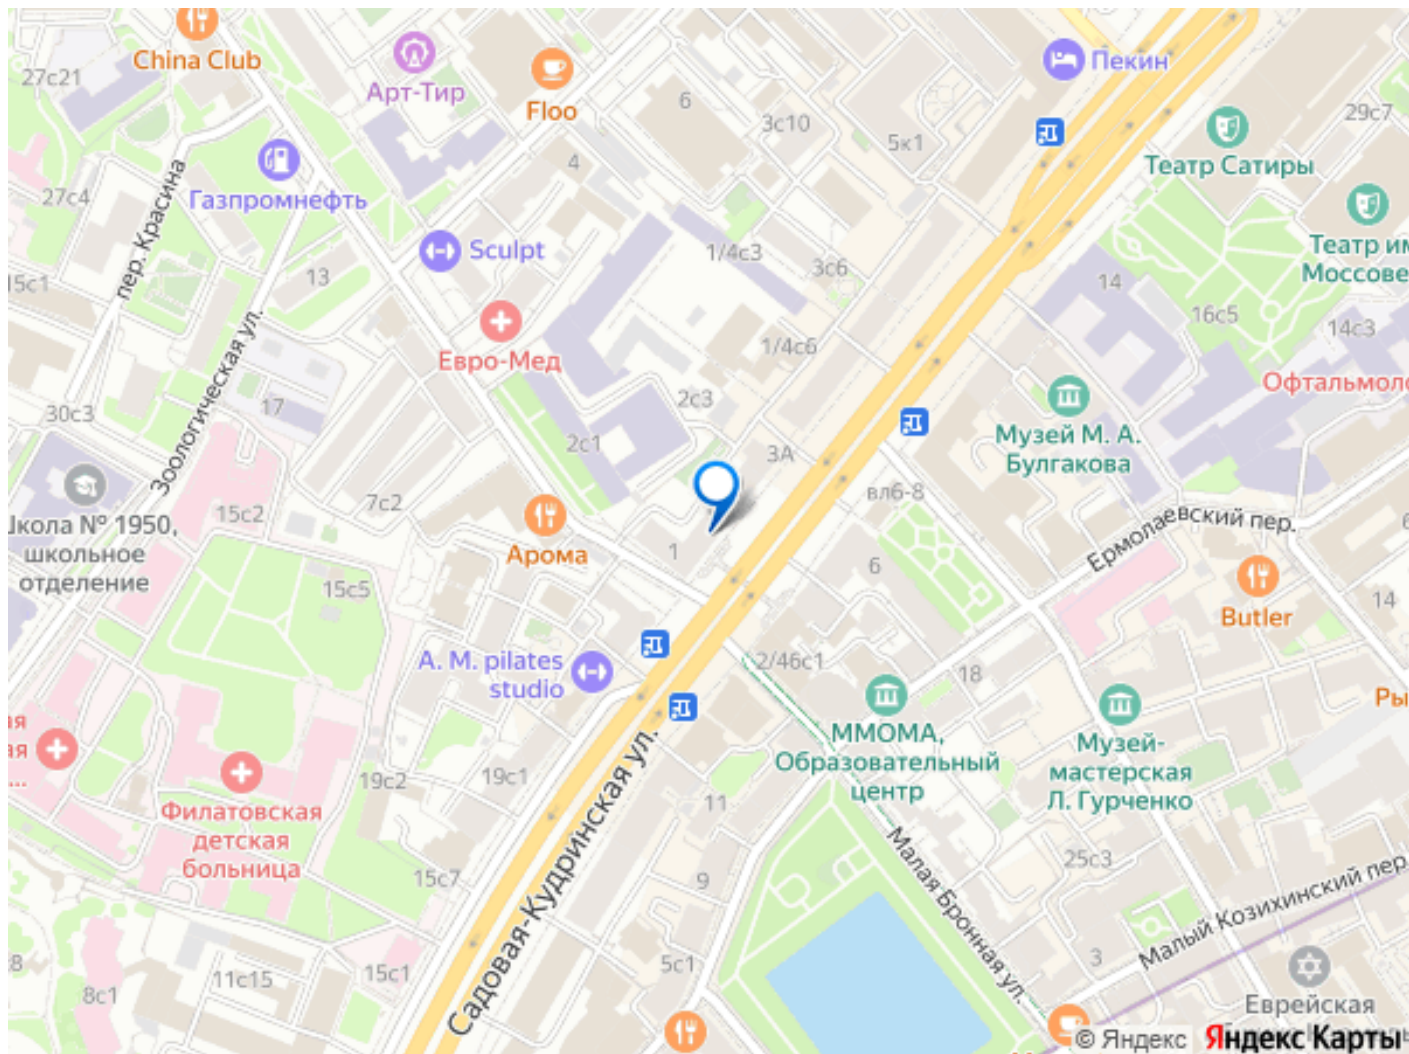 China Club
27с21
Арт-Тир
Floo
6
3с10
5к1
Пекин
29с7
Театр Сатиры
Газпромнефть
27с4
4
пер. Красина
Sculpt
1/4с3
3с6
14
Театр им
Моссове
15с1
13
16с5
14с3
Евро-Мед
1/4с6
Зоологическая ул.
2с3
17
30с3
Музей М. А.
Булгакова
2с1
3А
вл6-8
7с2
15с2
Школа № 1950,
школьное
отделение
Арома
1
Ермолаевский пер.
6
15с5
Butler
14
A. M. pilates
studio
2/46с1
18
Ры
ая
ая
...
ММОМА,
Образовательный
центр
Музей-
мастерская
Л. Гурченко
19с2
19с1
11
Филатовская
детская
больница
Садовая-Кудринская ул.
Малая Бронная ул.
25с3
15с7
9
Малый Козихинский пер.
8
11с15
15с1
5с1
3
8с1
Еврейская
© Яндекс
Яндекс Карты